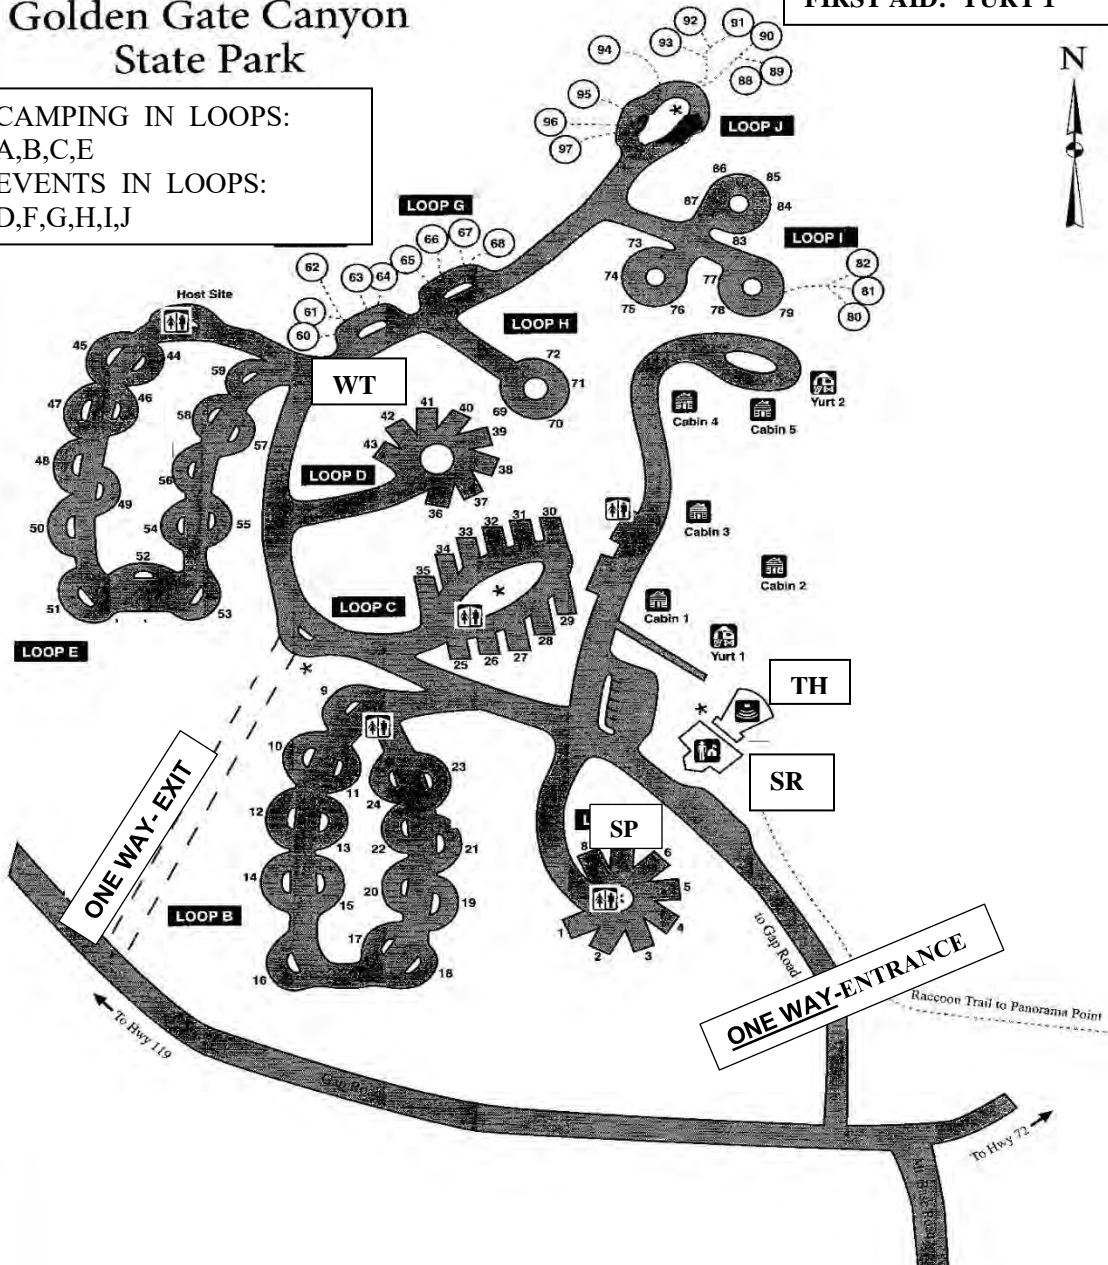 Golden Gate Canyon
State Park
FIRST AID: YURT 1
CAMPING IN LOOPS:
A,B,C,E
EVENTS IN LOOPS:
D,F,G,H,I,J
N
92
91
90
93
94
89
88
95
96
97
LOOP J
86
85
87
84
83
LOOP I
73
74
75
76
77
78
79
82
81
80
LOOP G
66
67
68
65
62
63
64
61
60
Host Site
LOOP H
72
71
69
70
WT
45
44
59
47
46
58
57
48
49
56
50
54
55
52
51
53
LOOP E
41
42
40
43
39
38
37
36
LOOP D
Cabin 4
Cabin 5
Yurt 2
Cabin 3
Cabin 2
Cabin 1
Yurt 1
30
31
32
33
34
35
29
28
27
26
25
LOOP C
TH
SR
9
10
11
23
24
12
13
22
21
14
15
20
19
17
16
18
LOOP B
L
SP
8
6
5
4
3
2
1
ONE WAY- EXIT
to Gap Road
ONE WAY-ENTRANCE
Raccoon Trail to Panorama Point
To Hwy 119
Gap Road
To Hwy 72